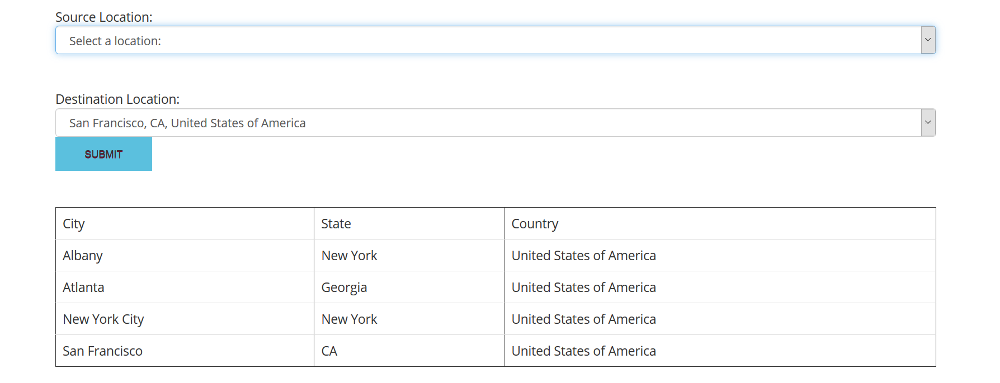 Source Location:
Select a location:
Destination Location:
San Francisco, CA, United States of America
SUBMIT
City State Country
Albany New York United States of America
Atlanta Georgia United States of America
New York City New York United States of America
San Francisco CA United States of America